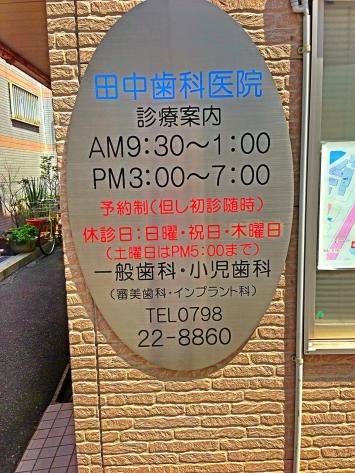 田中歯科医院
診療案内
AM9:30～1:00
PM3:00～7:00
予約制(但し初診随時)
休診日:日曜・祝日・木曜日
(土曜日はPM5:00まで)
一般歯科・小児歯科
(審美歯科・インプラント科)
TEL0798
22-8860